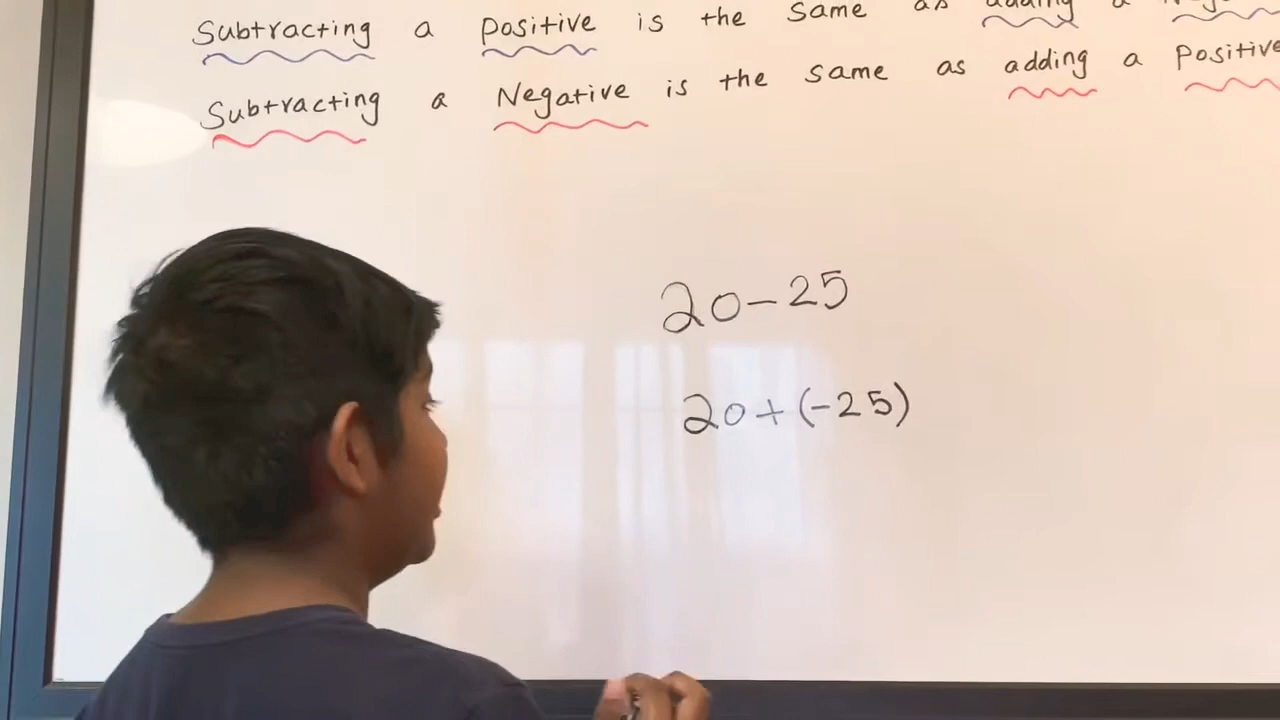 Subtracting a Positive is the same as adding a
Subtracting a Negative is the same as adding a Positive
20-25
20+(-25)